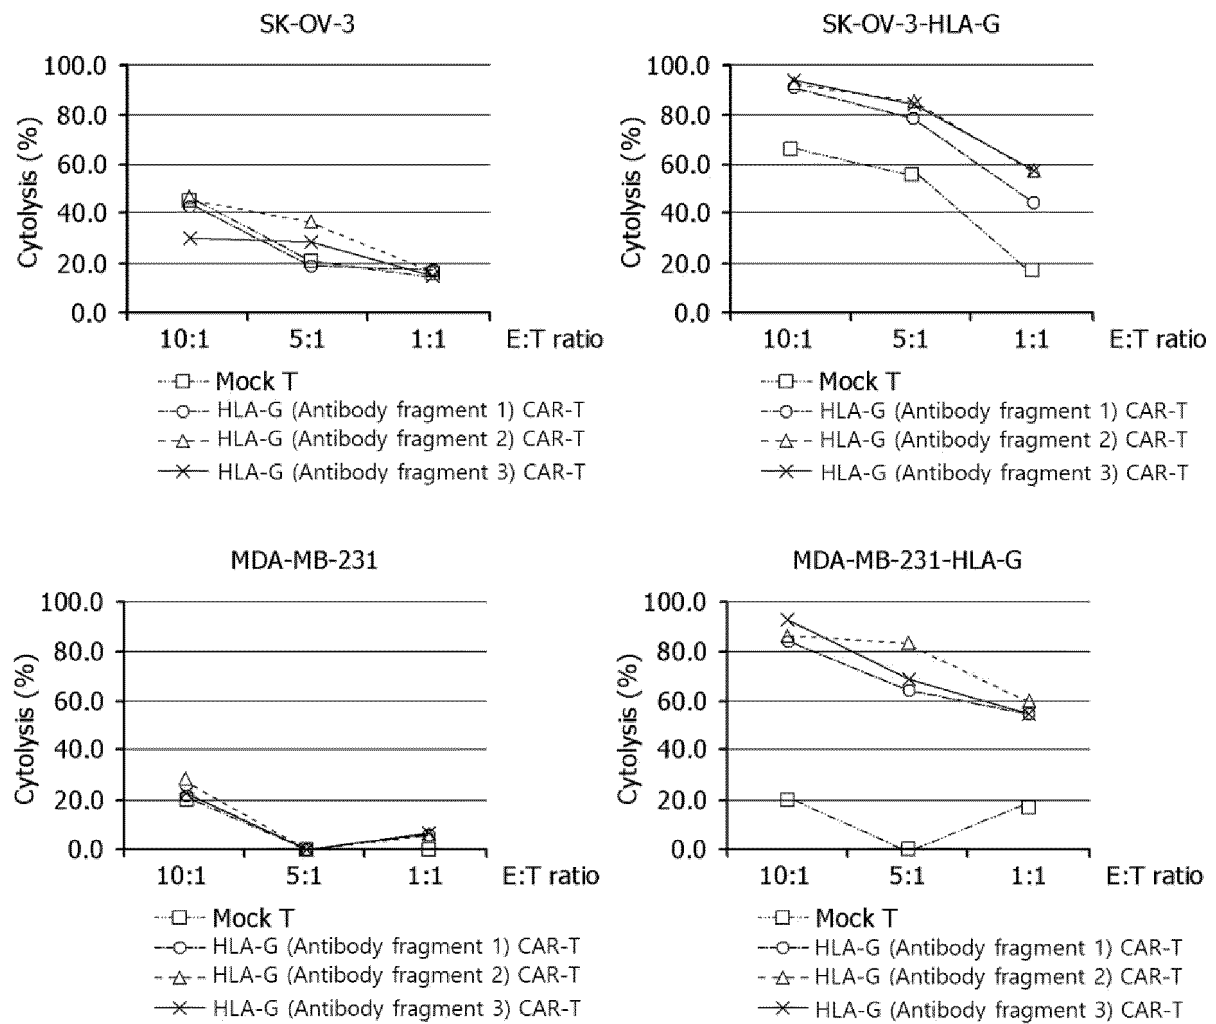 SK-OV-3
Cytolysis (%)
100.0
80.0
60.0
40.0
20.0
0.0
10:1 5:1 1:1 E:T ratio
Mock T
HLA-G (Antibody fragment 1) CAR-T
HLA-G (Antibody fragment 2) CAR-T
HLA-G (Antibody fragment 3) CAR-T
SK-OV-3-HLA-G
Cytolysis (%)
100.0
80.0
60.0
40.0
20.0
0.0
10:1 5:1 1:1 E:T ratio
Mock T
HLA-G (Antibody fragment 1) CAR-T
HLA-G (Antibody fragment 2) CAR-T
HLA-G (Antibody fragment 3) CAR-T
MDA-MB-231
Cytolysis (%)
100.0
80.0
60.0
40.0
20.0
0.0
10:1 5:1 1:1 E:T ratio
Mock T
HLA-G (Antibody fragment 1) CAR-T
HLA-G (Antibody fragment 2) CAR-T
HLA-G (Antibody fragment 3) CAR-T
MDA-MB-231-HLA-G
Cytolysis (%)
100.0
80.0
60.0
40.0
20.0
0.0
10:1 5:1 1:1 E:T ratio
Mock T
HLA-G (Antibody fragment 1) CAR-T
HLA-G (Antibody fragment 2) CAR-T
HLA-G (Antibody fragment 3) CAR-T